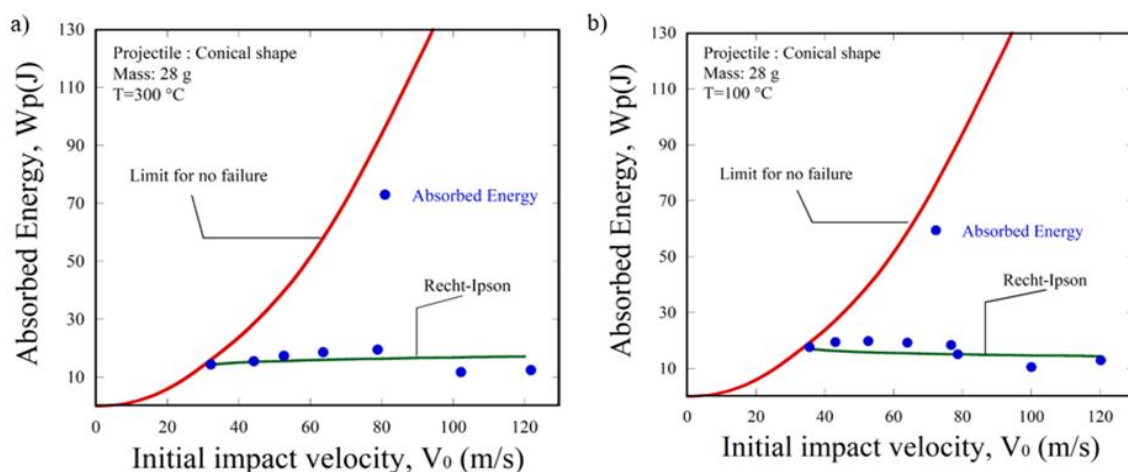 a)
Absorbed Energy, Wp(J)
130
110
90
70
50
30
10
Projectile : Conical shape
Mass: 28 g
T=300 °C
Limit for no failure
Absorbed Energy
Recht-Ipson
0 20 40 60 80 100 120
Initial impact velocity, V₀ (m/s)
b)
Absorbed Energy, Wp(J)
130
110
90
70
50
30
10
Projectile : Conical shape
Mass: 28 g
T=100 °C
Limit for no failure
Absorbed Energy
Recht-Ipson
0 20 40 60 80 100 120
Initial impact velocity, V₀ (m/s)